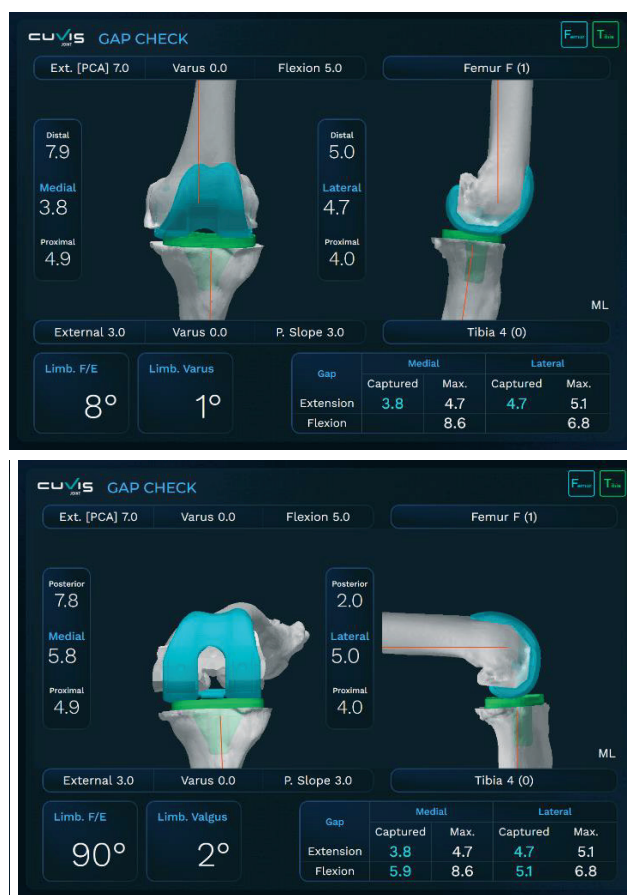 CUVIS JOINT GAP CHECK Femur Tibia
Ext. [PCA] 7.0 Varus 0.0 Flexion 5.0 Femur F (1)
Distal Distal
7.9 5.0
Medial Lateral
3.8 4.7
Proximal Proximal
4.9 4.0
ML
External 3.0 Varus 0.0 P. Slope 3.0 Tibia 4 (0)
Limb. F/E Limb. Varus
8° 1°
Gap Medial Lateral
Captured Max. Captured Max.
Extension 3.8 4.7 4.7 5.1
Flexion 8.6 6.8
CUVIS JOINT GAP CHECK Femur Tibia
Ext. [PCA] 7.0 Varus 0.0 Flexion 5.0 Femur F (1)
Posterior Posterior
7.8 2.0
Medial Lateral
5.8 5.0
Proximal Proximal
4.9 4.0
ML
External 3.0 Varus 0.0 P. Slope 3.0 Tibia 4 (0)
Limb. F/E Limb. Valgus
90° 2°
Gap Medial Lateral
Captured Max. Captured Max.
Extension 3.8 4.7 4.7 5.1
Flexion 5.9 8.6 5.1 6.8